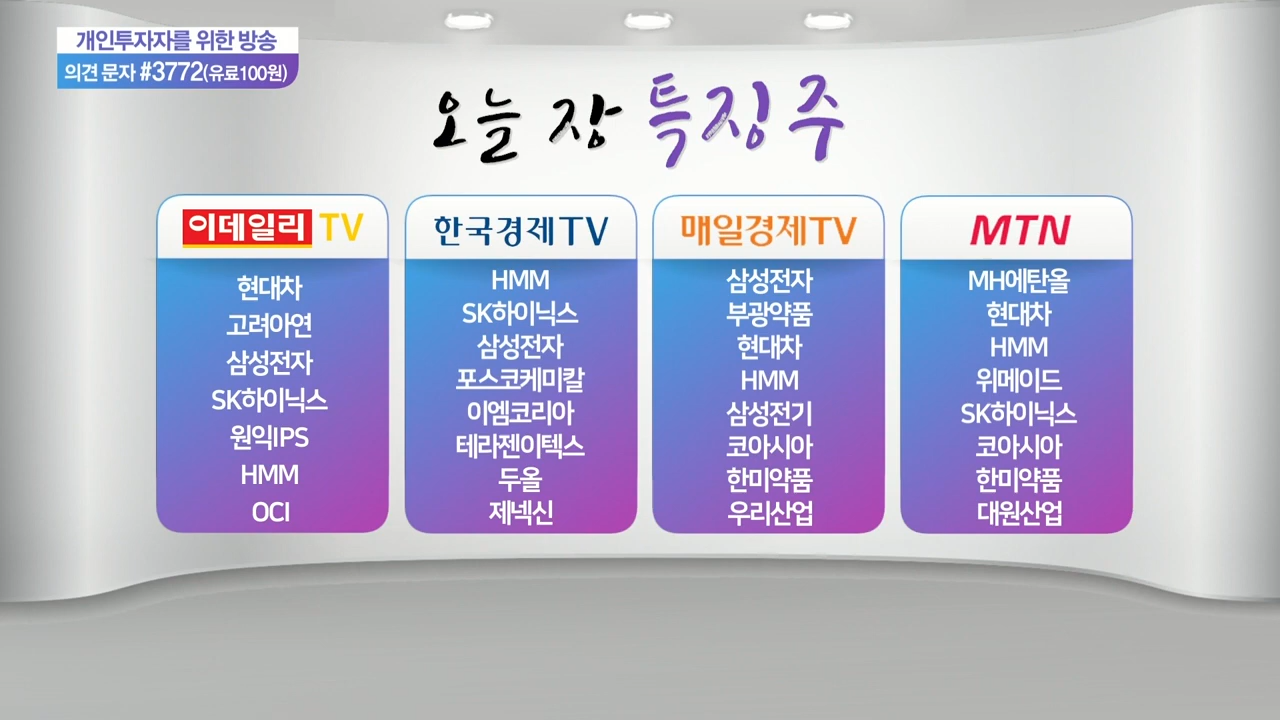 개인투자자를 위한 방송
의견 문자 #3772(유료100원)
오늘 장 특징주
이데일리 TV
현대차
고려아연
삼성전자
SK하이닉스
원익IPS
HMM
OCI
한국경제TV
HMM
SK하이닉스
삼성전자
포스코케미칼
이엠코리아
테라젠이텍스
두올
제넥신
매일경제TV
삼성전자
부광약품
현대차
HMM
삼성전기
코아시아
한미약품
우리산업
MTN
MH에탄올
현대차
HMM
위메이드
SK하이닉스
코아시아
한미약품
대원산업